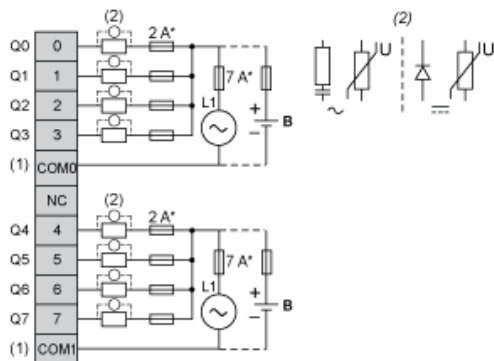 (2)
(2)
Q0 0 2 A*
U
U
Q1 1 7 A*
Q2 2 L1
+
Q3 3 B
−
(1) COM0
NC
(2)
Q4 4 2 A*
Q5 5 7 A*
Q6 6 L1
+
Q7 7 B
−
(1) COM1